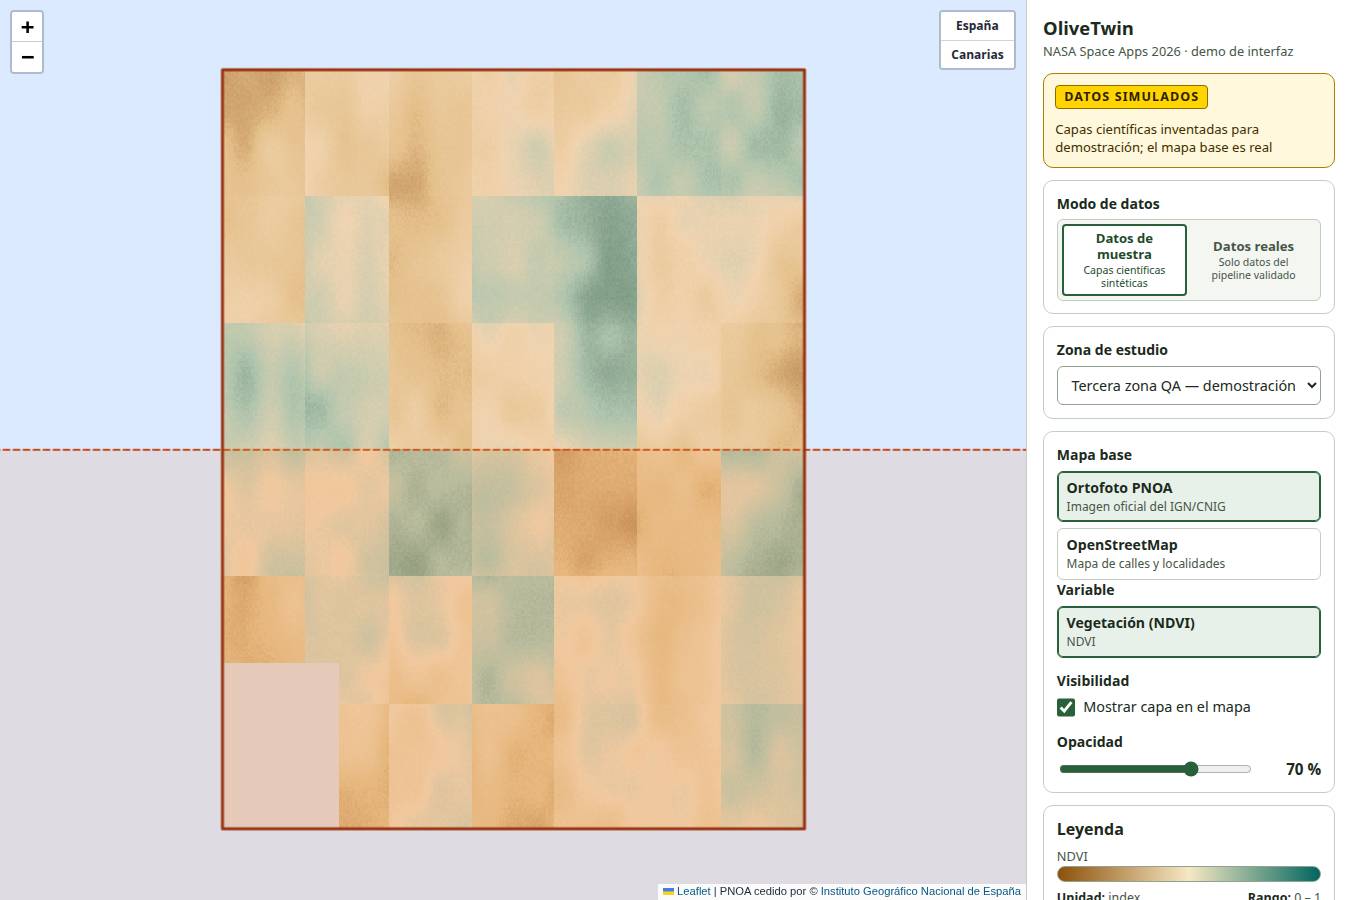 +
−
España
Canarias
Leaflet | PNOA cedido por © Instituto Geográfico Nacional de España
OliveTwin
NASA Space Apps 2026 · demo de interfaz
DATOS SIMULADOS
Capas científicas inventadas para
demostración; el mapa base es real
Modo de datos
Datos de
muestra
Capas científicas
sintéticas
Datos reales
Solo datos del
pipeline validado
Zona de estudio
Tercera zona QA — demostración
Mapa base
Ortofoto PNOA
Imagen oficial del IGN/CNIG
OpenStreetMap
Mapa de calles y localidades
Variable
Vegetación (NDVI)
NDVI
Visibilidad
Mostrar capa en el mapa
Opacidad
70 %
Leyenda
NDVI
Unidad: index Rango: 0 – 1